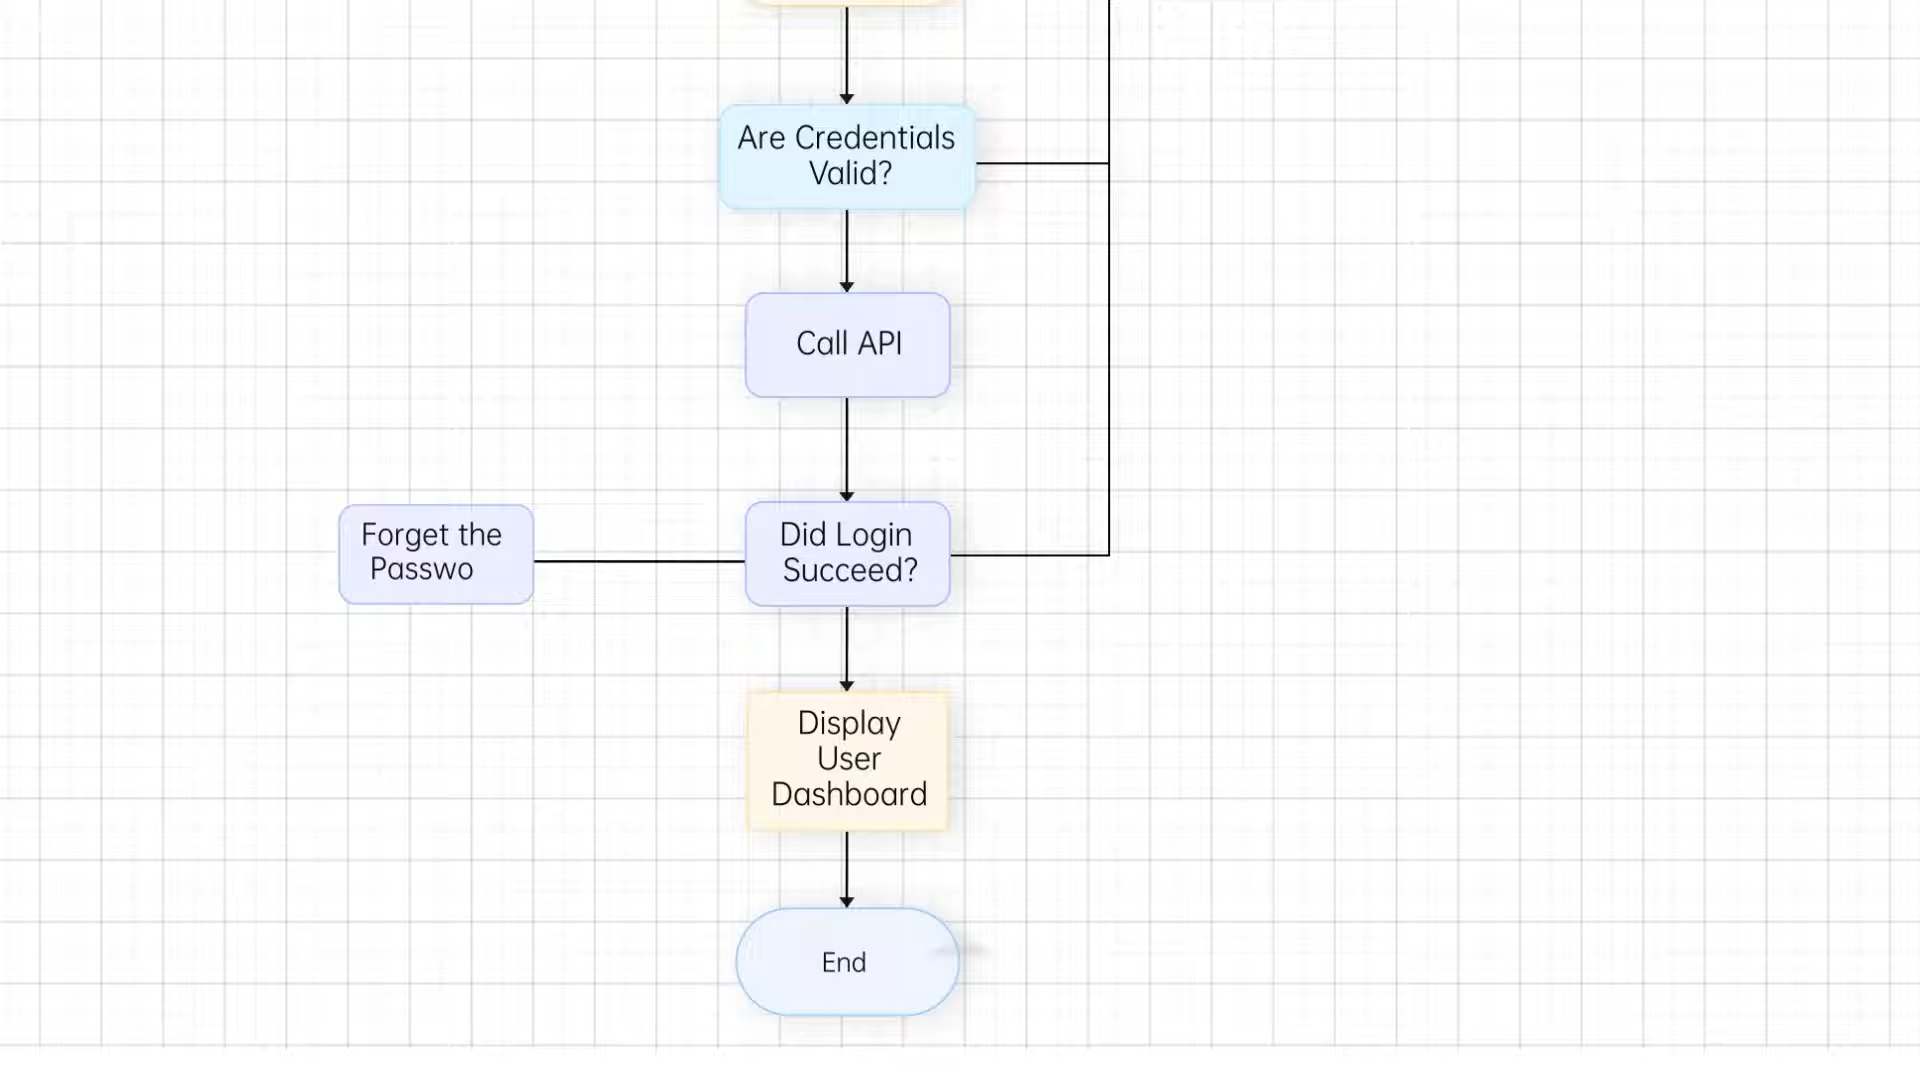 Are Credentials
Valid?
Call API
Forget the
Passwo
Did Login
Succeed?
Display
User
Dashboard
End